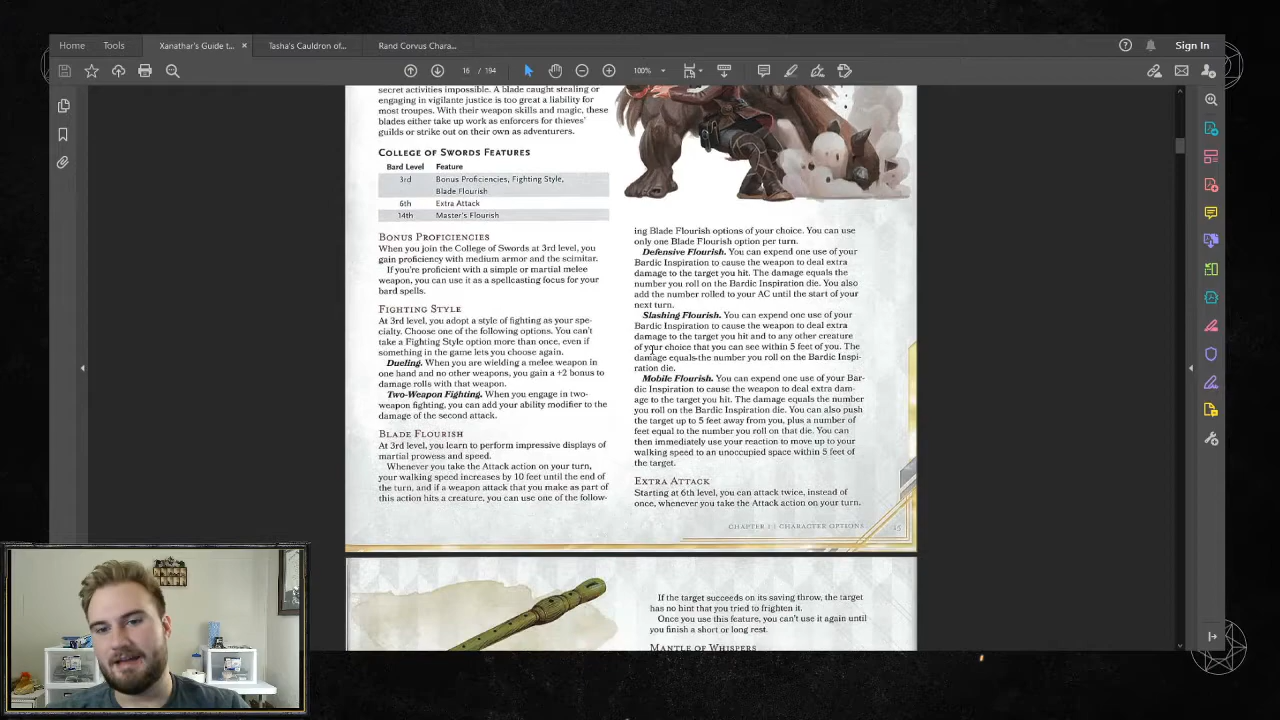 Home
Tools
Xanathar's Guide t...
×
Tasha's Cauldron of...
Rand Corvus Chara...
Sign In
16 / 194
100%
secret activities impossible. A blade caught stealing or
engaging in vigilante justice is too great a liability for
most troupes. With their weapon skills and magic, these
blades either take up work as enforcers for thieves'
guilds or strike out on their own as adventurers.
COLLEGE OF SWORDS FEATURES
Bard Level Feature
3rd Bonus Proficiencies, Fighting Style,
Blade Flourish
6th Extra Attack
14th Master's Flourish
BONUS PROFICIENCIES
When you join the College of Swords at 3rd level, you
gain proficiency with medium armor and the scimitar.
If you're proficient with a simple or martial melee
weapon, you can use it as a spellcasting focus for your
bard spells.
FIGHTING STYLE
At 3rd level, you adopt a style of fighting as your spe-
cialty. Choose one of the following options. You can't
take a Fighting Style option more than once, even if
something in the game lets you choose again.
Dueling. When you are wielding a melee weapon in
one hand and no other weapons, you gain a +2 bonus to
damage rolls with that weapon.
Two-Weapon Fighting. When you engage in two-
weapon fighting, you can add your ability modifier to the
damage of the second attack.
BLADE FLOURISH
At 3rd level, you learn to perform impressive displays of
martial prowess and speed.
Whenever you take the Attack action on your turn,
your walking speed increases by 10 feet until the end of
the turn, and if a weapon attack that you make as part of
this action hits a creature, you can use one of the follow-
ing Blade Flourish options of your choice. You can use
only one Blade Flourish option per turn.
Defensive Flourish. You can expend one use of your
Bardic Inspiration to cause the weapon to deal extra
damage to the target you hit. The damage equals the
number you roll on the Bardic Inspiration die. You also
add the number rolled to your AC until the start of your
next turn.
Slashing Flourish. You can expend one use of your
Bardic Inspiration to cause the weapon to deal extra
damage to the target you hit and to any other creature
of your choice that you can see within 5 feet of you. The
damage equals the number you roll on the Bardic Inspi-
ration die.
Mobile Flourish. You can expend one use of your Bar-
dic Inspiration to cause the weapon to deal extra dam-
age to the target you hit. The damage equals the number
you roll on the Bardic Inspiration die. You can also push
the target up to 5 feet away from you, plus a number of
feet equal to the number you roll on that die. You can
then immediately use your reaction to move up to your
walking speed to an unoccupied space within 5 feet of
the target.
EXTRA ATTACK
Starting at 6th level, you can attack twice, instead of
once, whenever you take the Attack action on your turn.
CHAPTER 1 | CHARACTER OPTIONS 15
If the target succeeds on its saving throw, the target
has no hint that you tried to frighten it.
Once you use this feature, you can't use it again until
you finish a short or long rest.
MANTLE OF WHISPERS